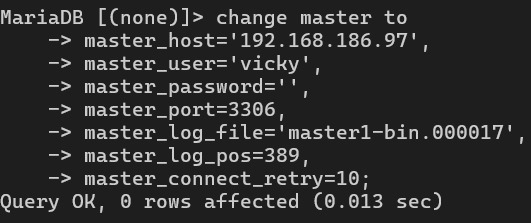 MariaDB [(none)]> change master to
    -> master_host='192.168.186.97',
    -> master_user='vicky',
    -> master_password='',
    -> master_port=3306,
    -> master_log_file='master1-bin.000017',
    -> master_log_pos=389,
    -> master_connect_retry=10;
Query OK, 0 rows affected (0.013 sec)